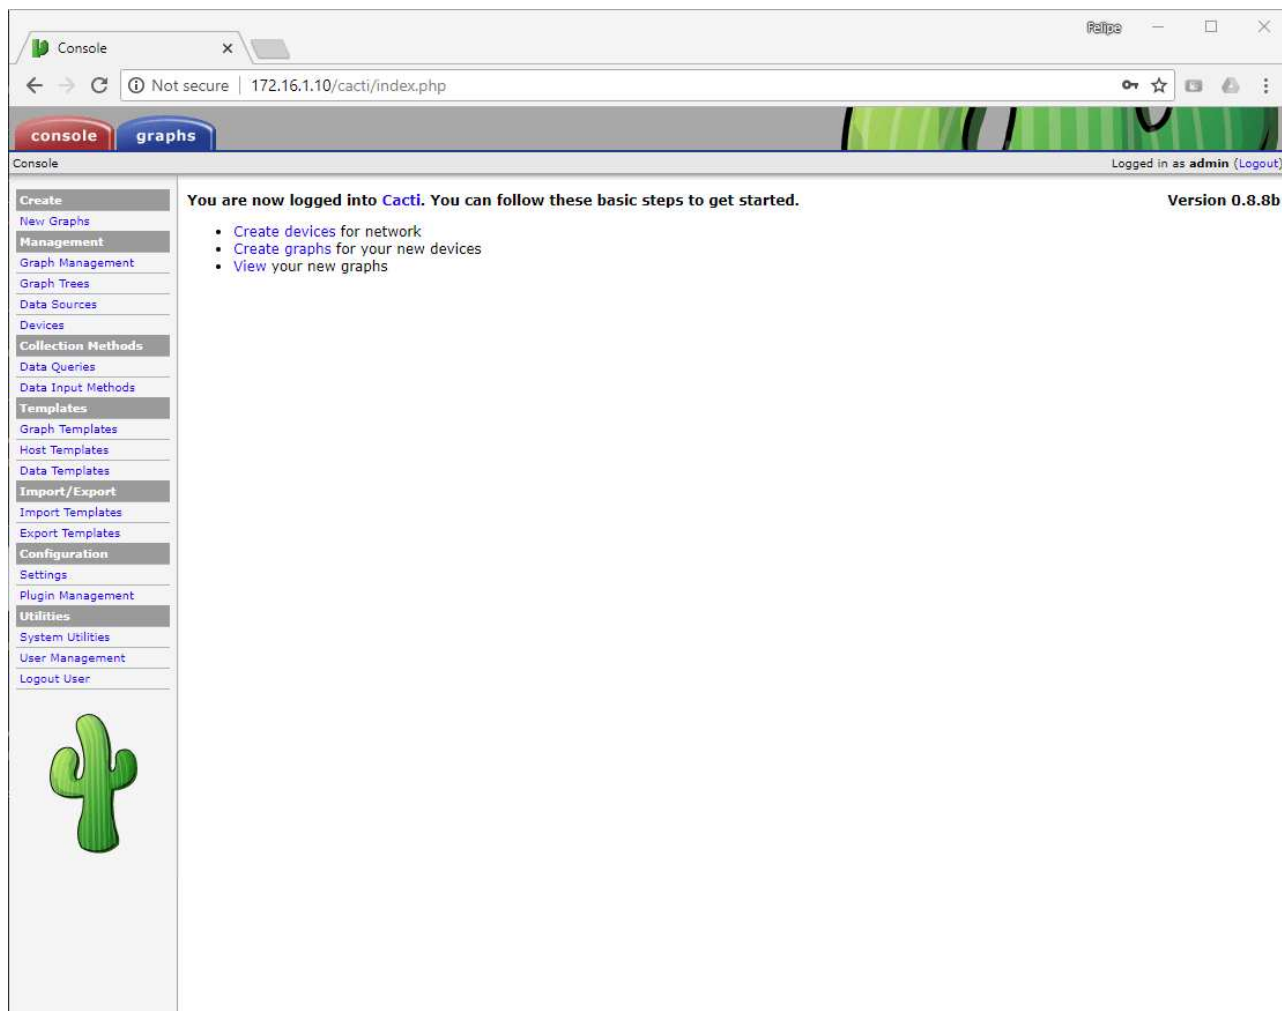 Felipe
Console
Not secure | 172.16.1.10/cacti/index.php
console graphs
Console Logged in as admin (Logout)
Create
New Graphs
Management
Graph Management
Graph Trees
Data Sources
Devices
Collection Methods
Data Queries
Data Input Methods
Templates
Graph Templates
Host Templates
Data Templates
Import/Export
Import Templates
Export Templates
Configuration
Settings
Plugin Management
Utilities
System Utilities
User Management
Logout User
You are now logged into Cacti. You can follow these basic steps to get started. Version 0.8.8b
• Create devices for network
• Create graphs for your new devices
• View your new graphs